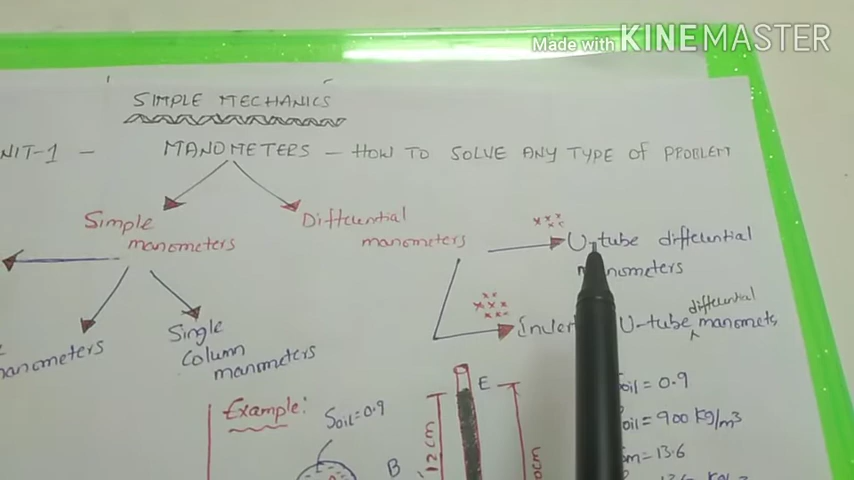 Made with KINEMASTER
SIMPLE MECHANICS
NIT-1 - MANOMETERS - HOW TO SOLVE ANY TYPE OF PROBLEM
Simple manometers
Differential manometers
U-tube differential
manometers
differential
U-tube manomets
manometers
Single
Column
manometers
Example:
Soil=0.9
B
E
12 cm
oil = 0.9
oil = 900 kg/m³
m = 13.6